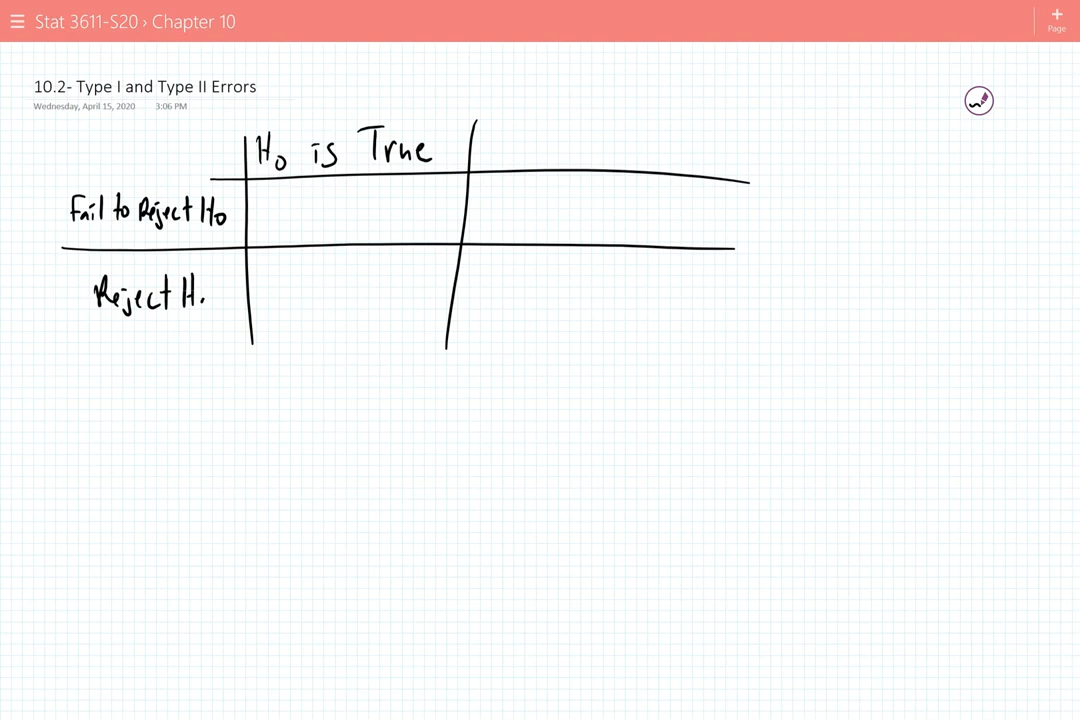 Stat 3611-S20 › Chapter 10
+
Page
10.2- Type I and Type II Errors
Wednesday, April 15, 2020 3:06 PM
H0 is True
Fail to Reject H0
Reject H.